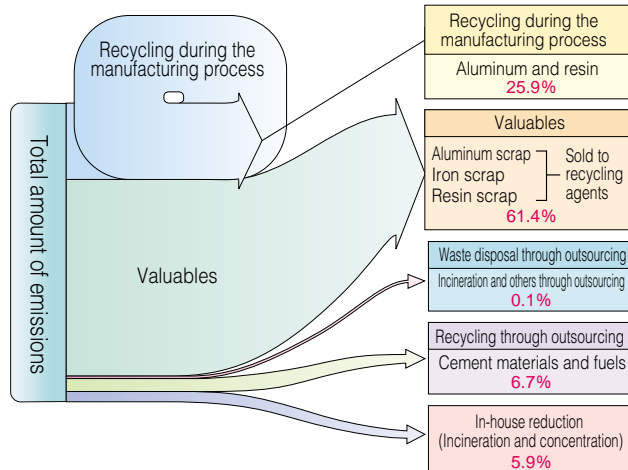 Total amount of emissions
Recycling during the
manufacturing process
Valuables
Recycling during the
manufacturing process
Aluminum and resin
25.9%
Valuables
Aluminum scrap
Iron scrap
Resin scrap
Sold to
recycling
agents
61.4%
Waste disposal through outsourcing
Incineration and others through outsourcing
0.1%
Recycling through outsourcing
Cement materials and fuels
6.7%
In-house reduction
(Incineration and concentration)
5.9%